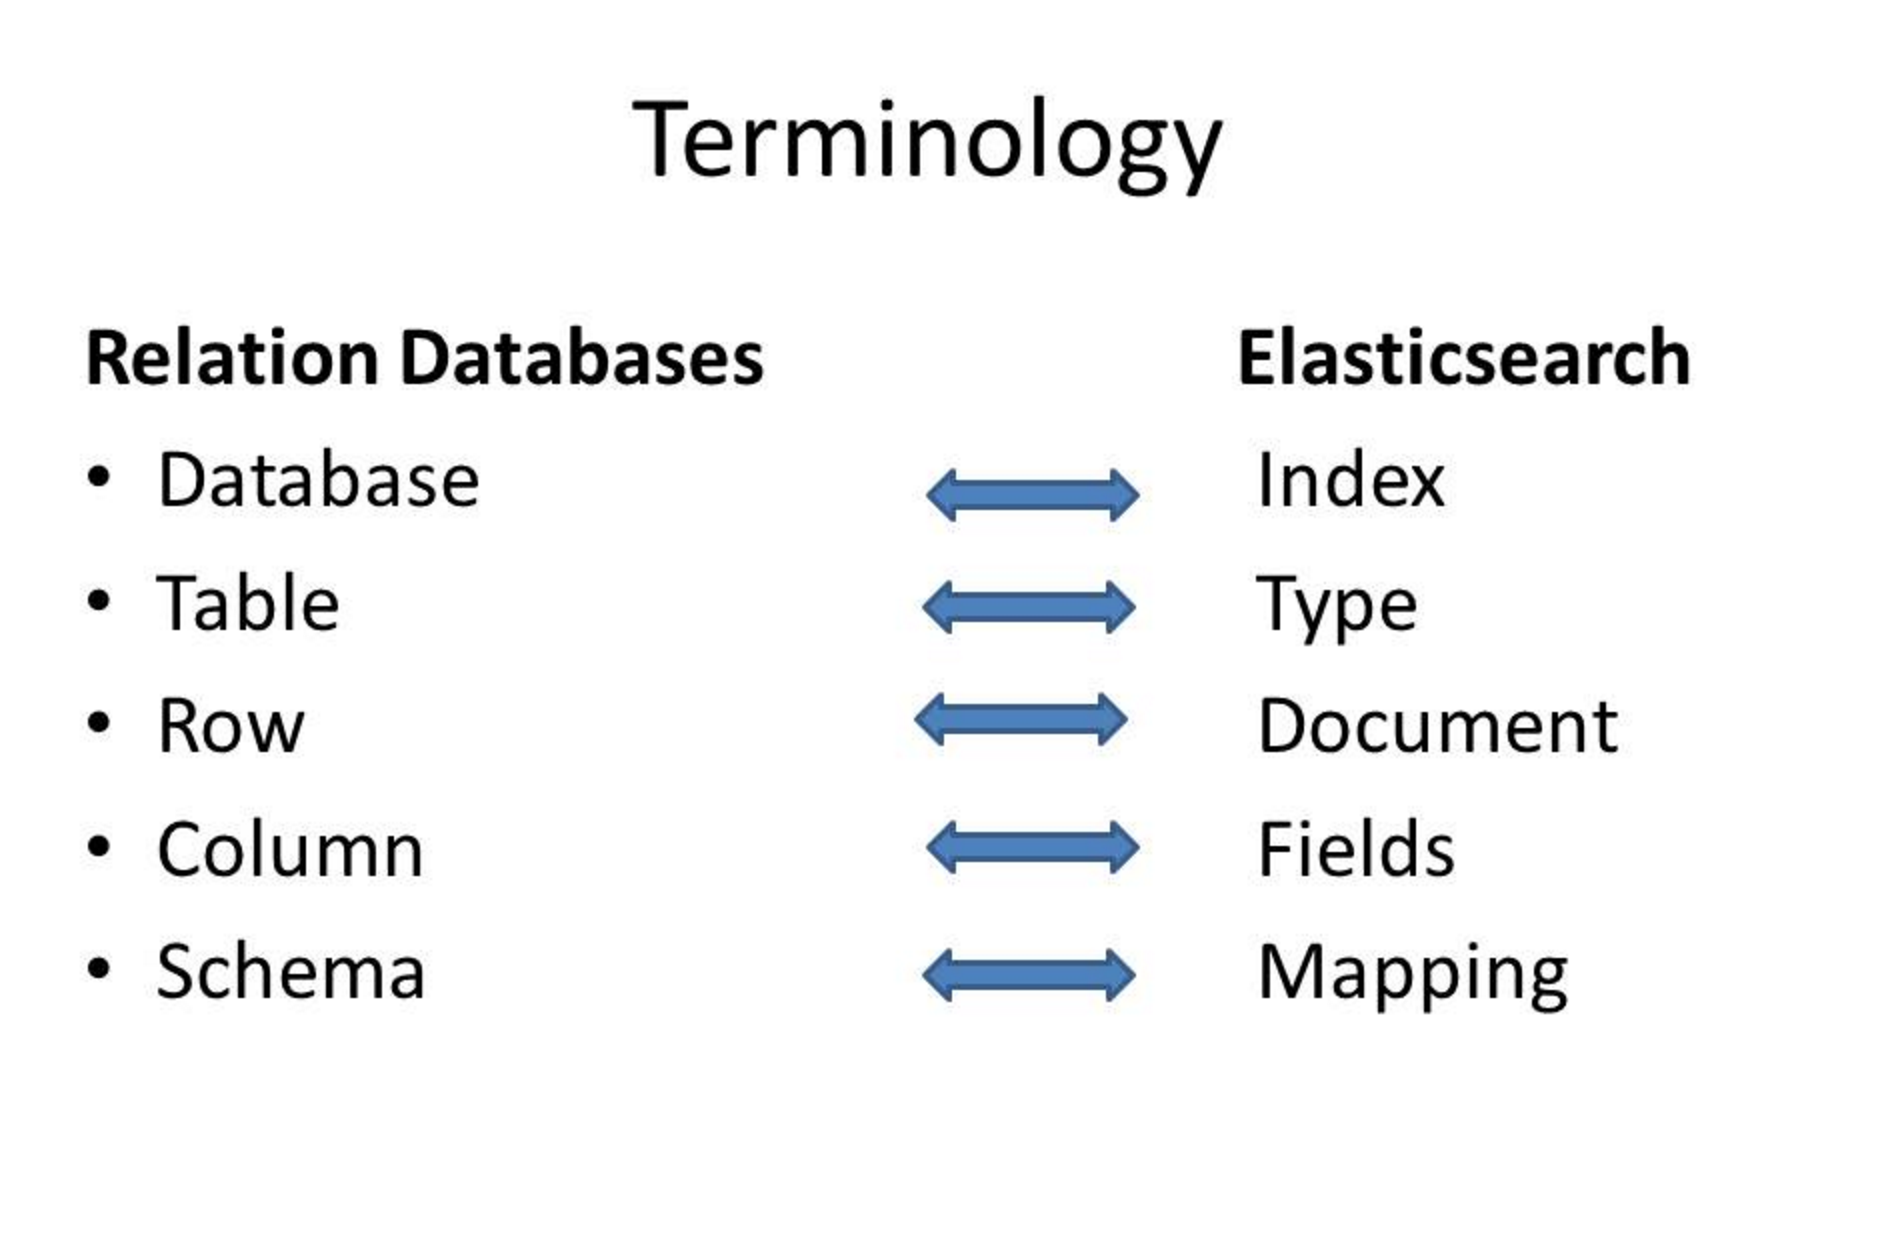 Terminology
Relation Databases Elasticsearch
• Database Index
• Table Type
• Row Document
• Column Fields
• Schema Mapping